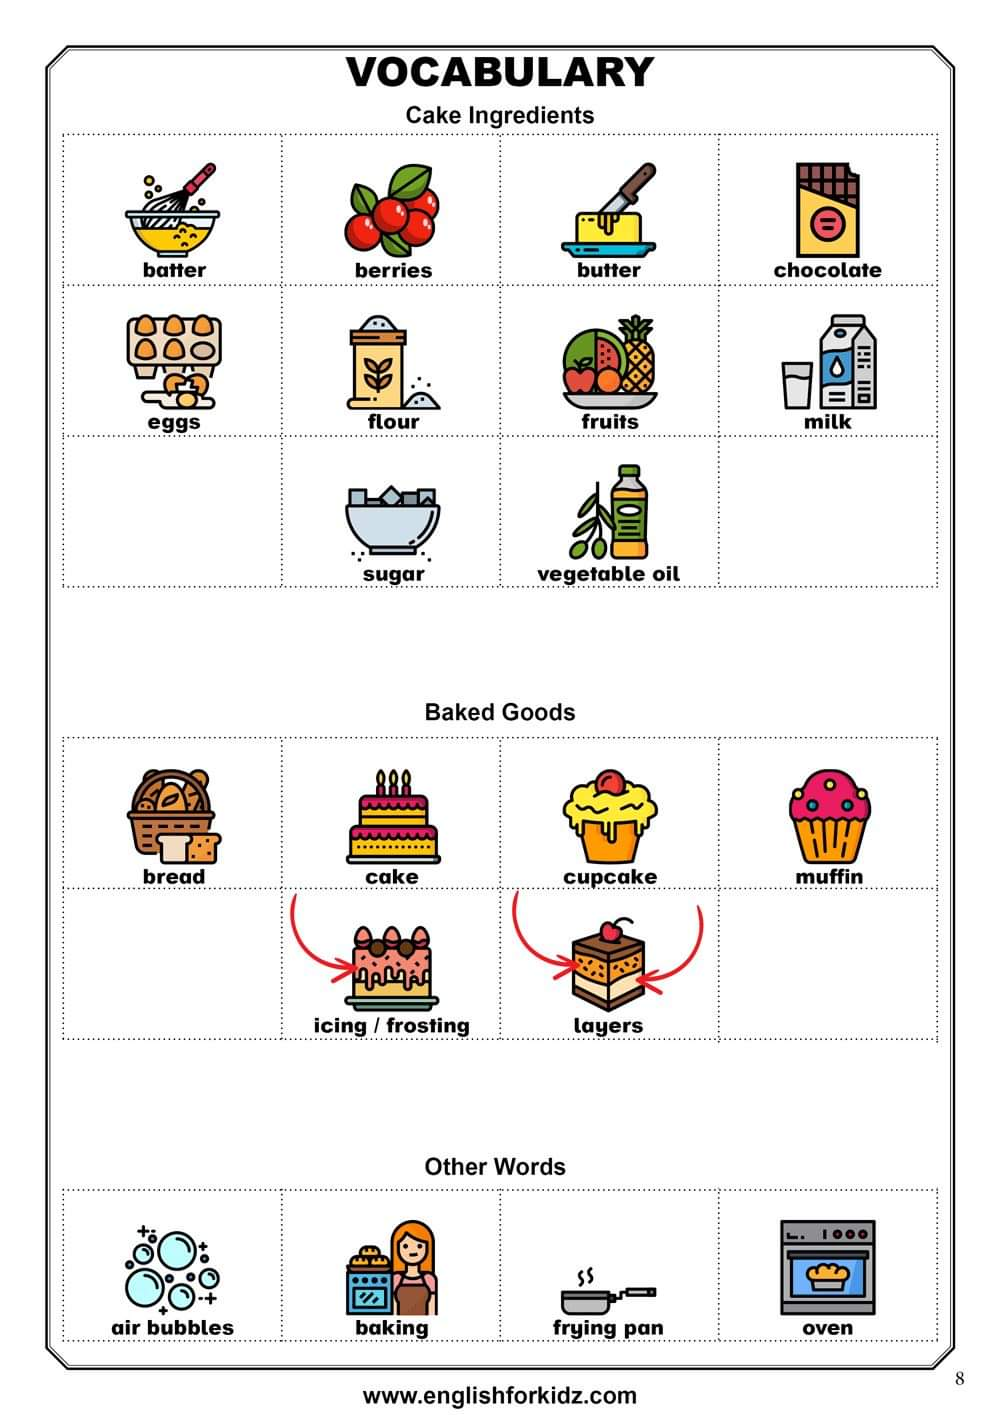 VOCABULARY
Cake Ingredients
batter berries butter chocolate
eggs flour fruits milk
sugar vegetable oil
Baked Goods
bread cake cupcake muffin
icing / frosting layers
Other Words
air bubbles baking frying pan oven
8
www.englishforkidz.com